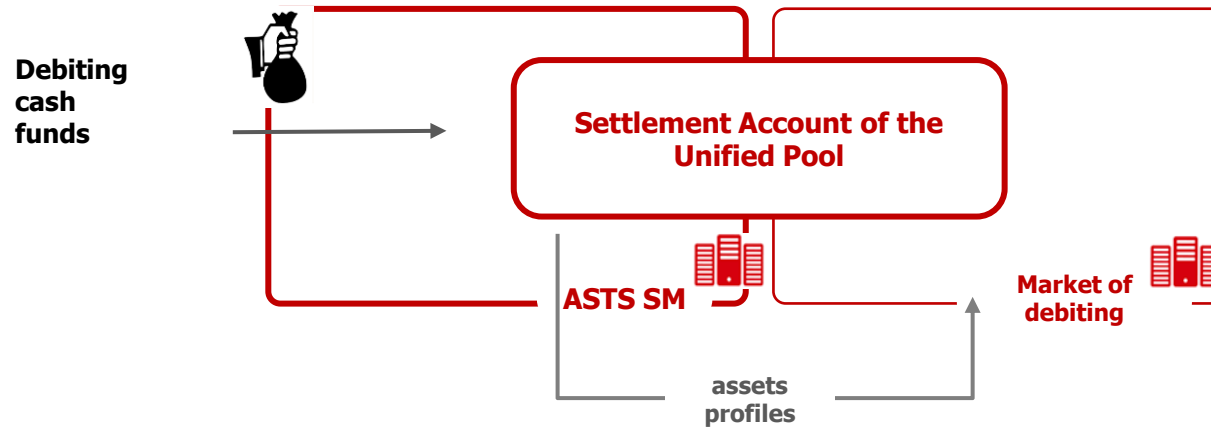 Debiting
cash
funds
Settlement Account of the
Unified Pool
ASTS SM
Market of
debiting
assets
profiles